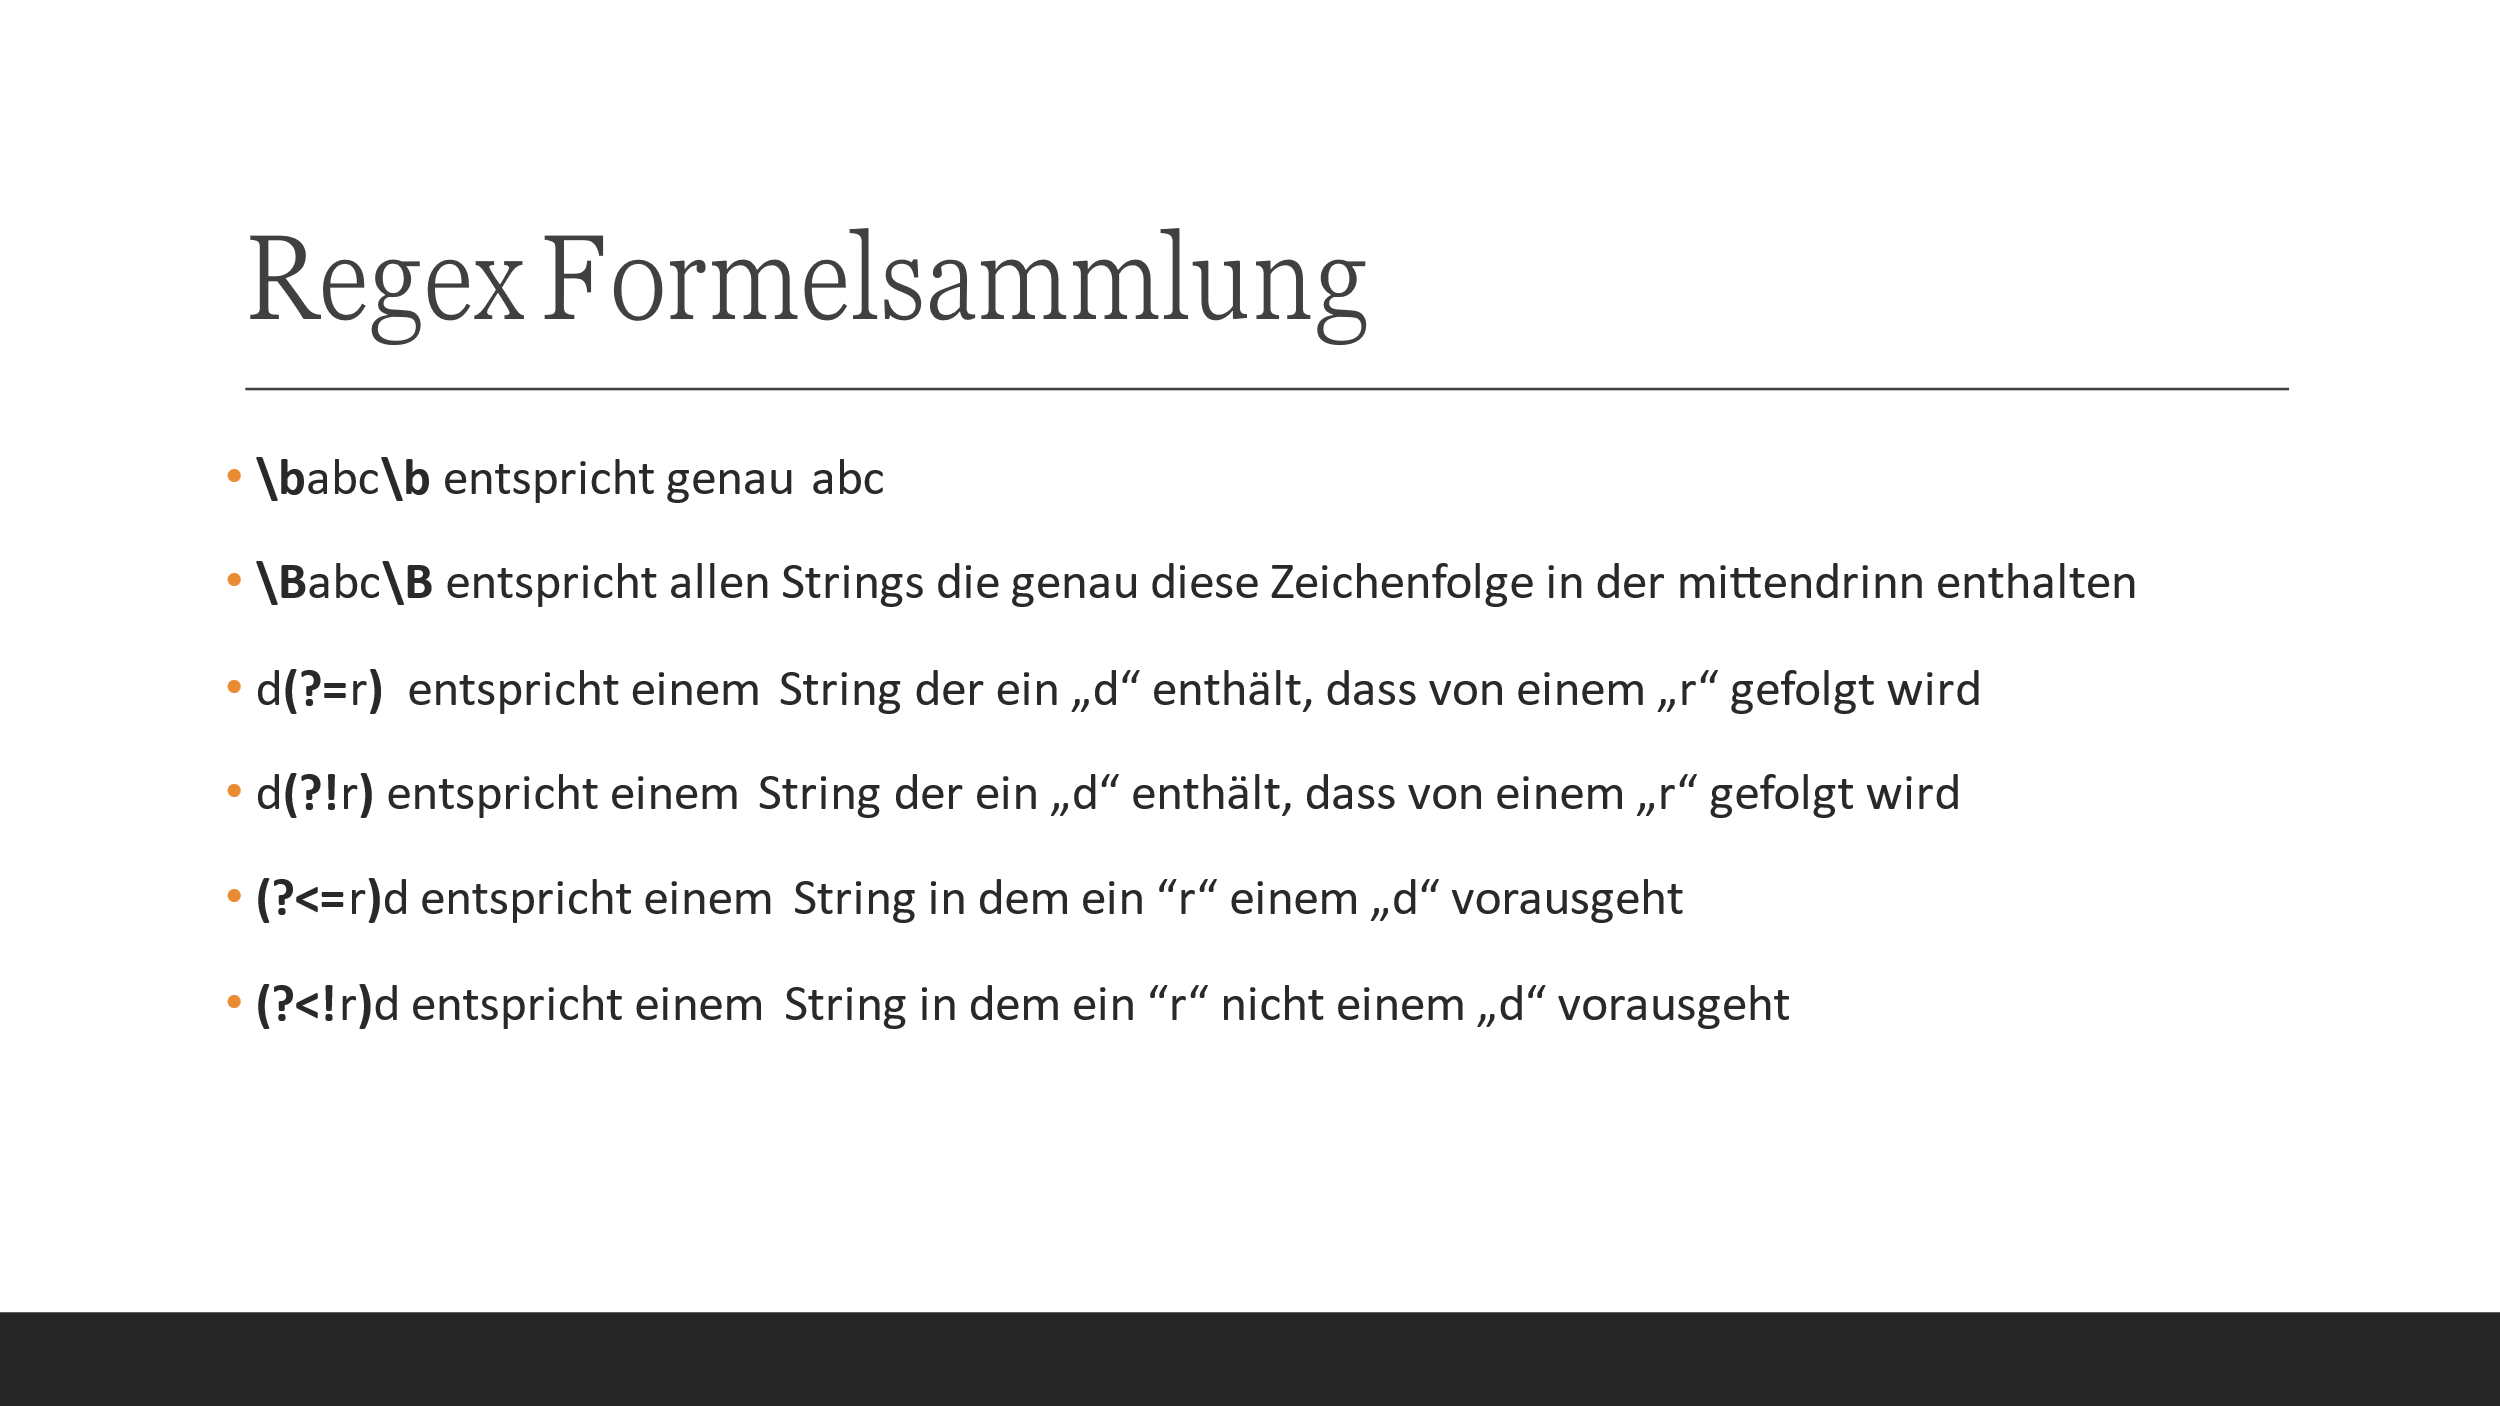 Regex Formelsammlung
• \babc\b entspricht genau abc
• \Babc\B entspricht allen Strings die genau diese Zeichenfolge in der mittendrinn enthalten
• d(?=r) entspricht einem String der ein „d“ enthält, dass von einem „r“ gefolgt wird
• d(?!r) entspricht einem String der ein „d“ enthält, dass von einem „r“ gefolgt wird
• (?<=r)d entspricht einem String in dem ein “r“ einem „d“ vorausgeht
• (?<!r)d entspricht einem String in dem ein “r“ nicht einem „d“ vorausgeht